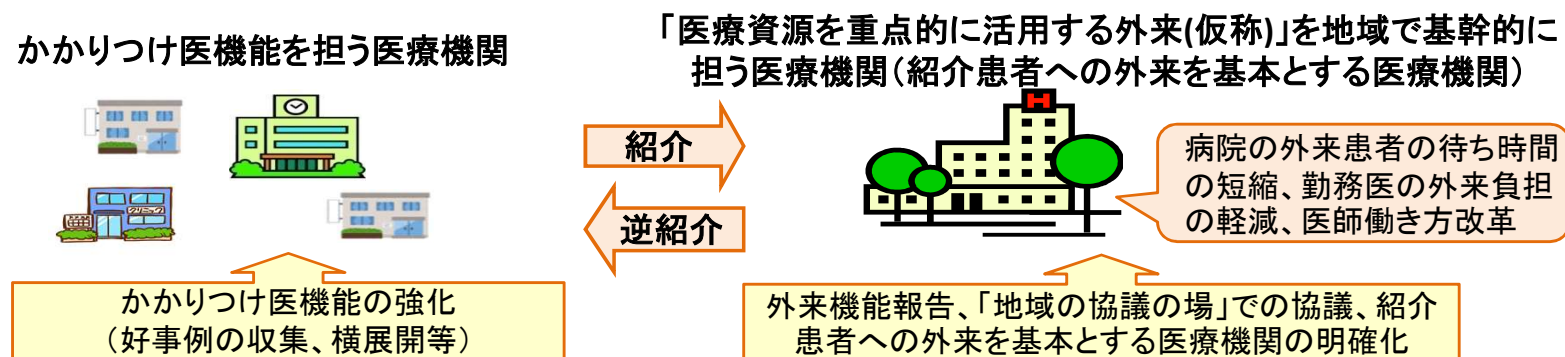 かかりつけ医機能を担う医療機関
「医療資源を重点的に活用する外来(仮称)」を地域で基幹的に
担う医療機関(紹介患者への外来を基本とする医療機関)
紹介
逆紹介
H
クリニック
病院の外来患者の待ち時間
の短縮、勤務医の外来負担
の軽減、医師働き方改革
かかりつけ医機能の強化
(好事例の収集、横展開等)
外来機能報告、「地域の協議の場」での協議、紹介
患者への外来を基本とする医療機関の明確化